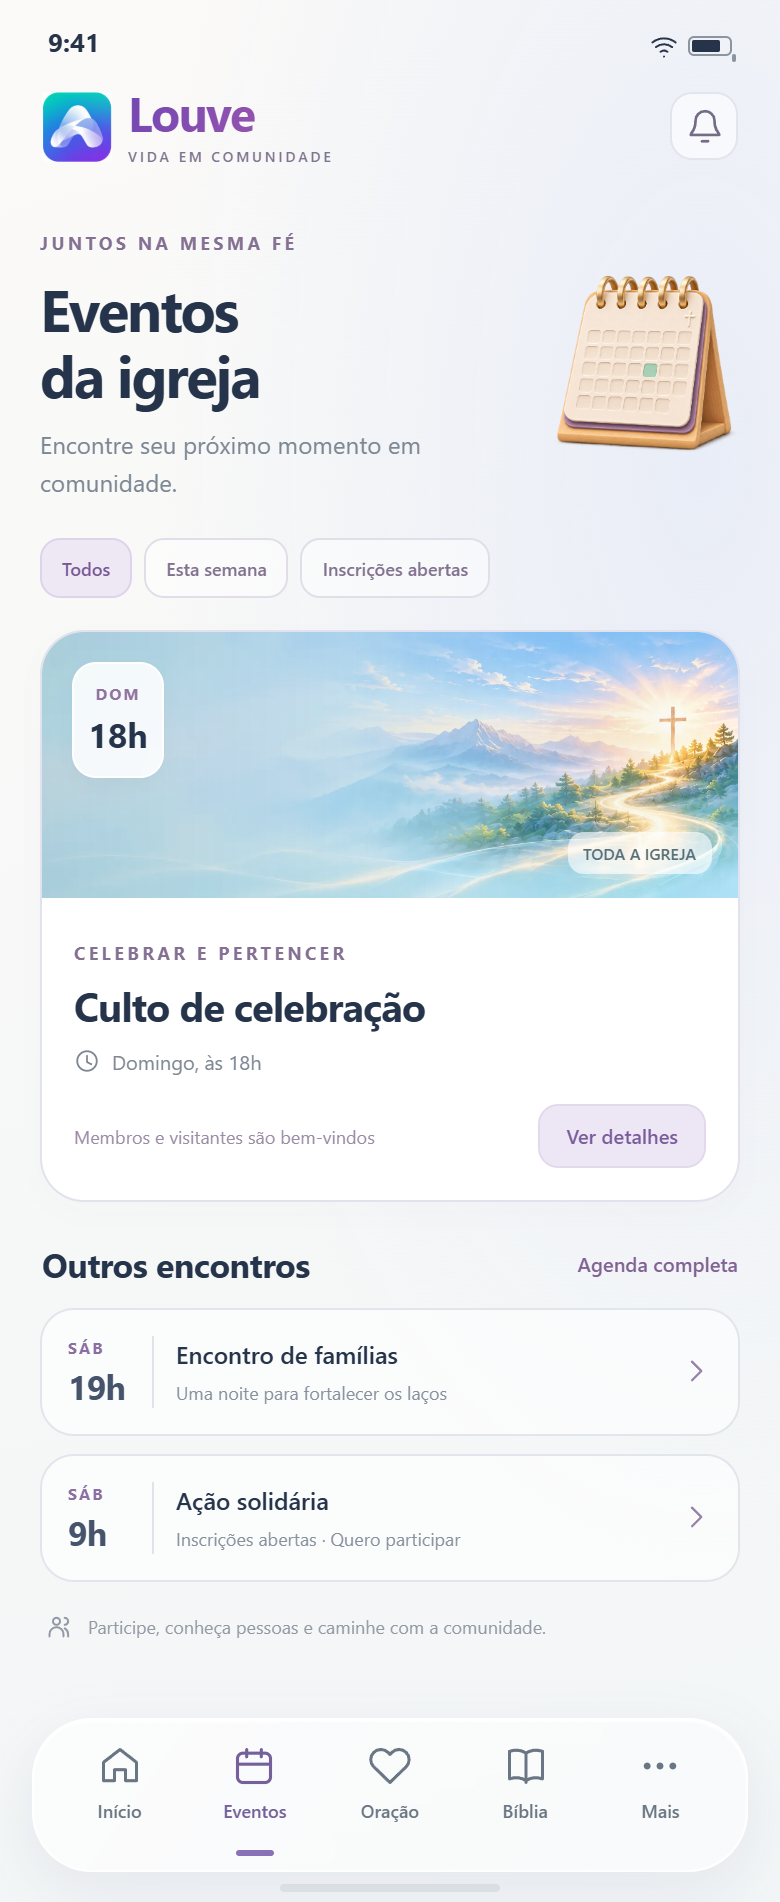 9:41
Louve
VIDA EM COMUNIDADE
JUNTOS NA MESMA FÉ
Eventos
da igreja
Encontre seu próximo momento em
comunidade.
Todos
Esta semana
Inscrições abertas
DOM
18h
TODA A IGREJA
CELEBRAR E PERTENCER
Culto de celebração
Domingo, às 18h
Membros e visitantes são bem-vindos
Ver detalhes
Outros encontros
Agenda completa
SÁB
19h
Encontro de famílias
Uma noite para fortalecer os laços
SÁB
9h
Ação solidária
Inscrições abertas · Quero participar
Participe, conheça pessoas e caminhe com a comunidade.
Início
Eventos
Oração
Bíblia
Mais